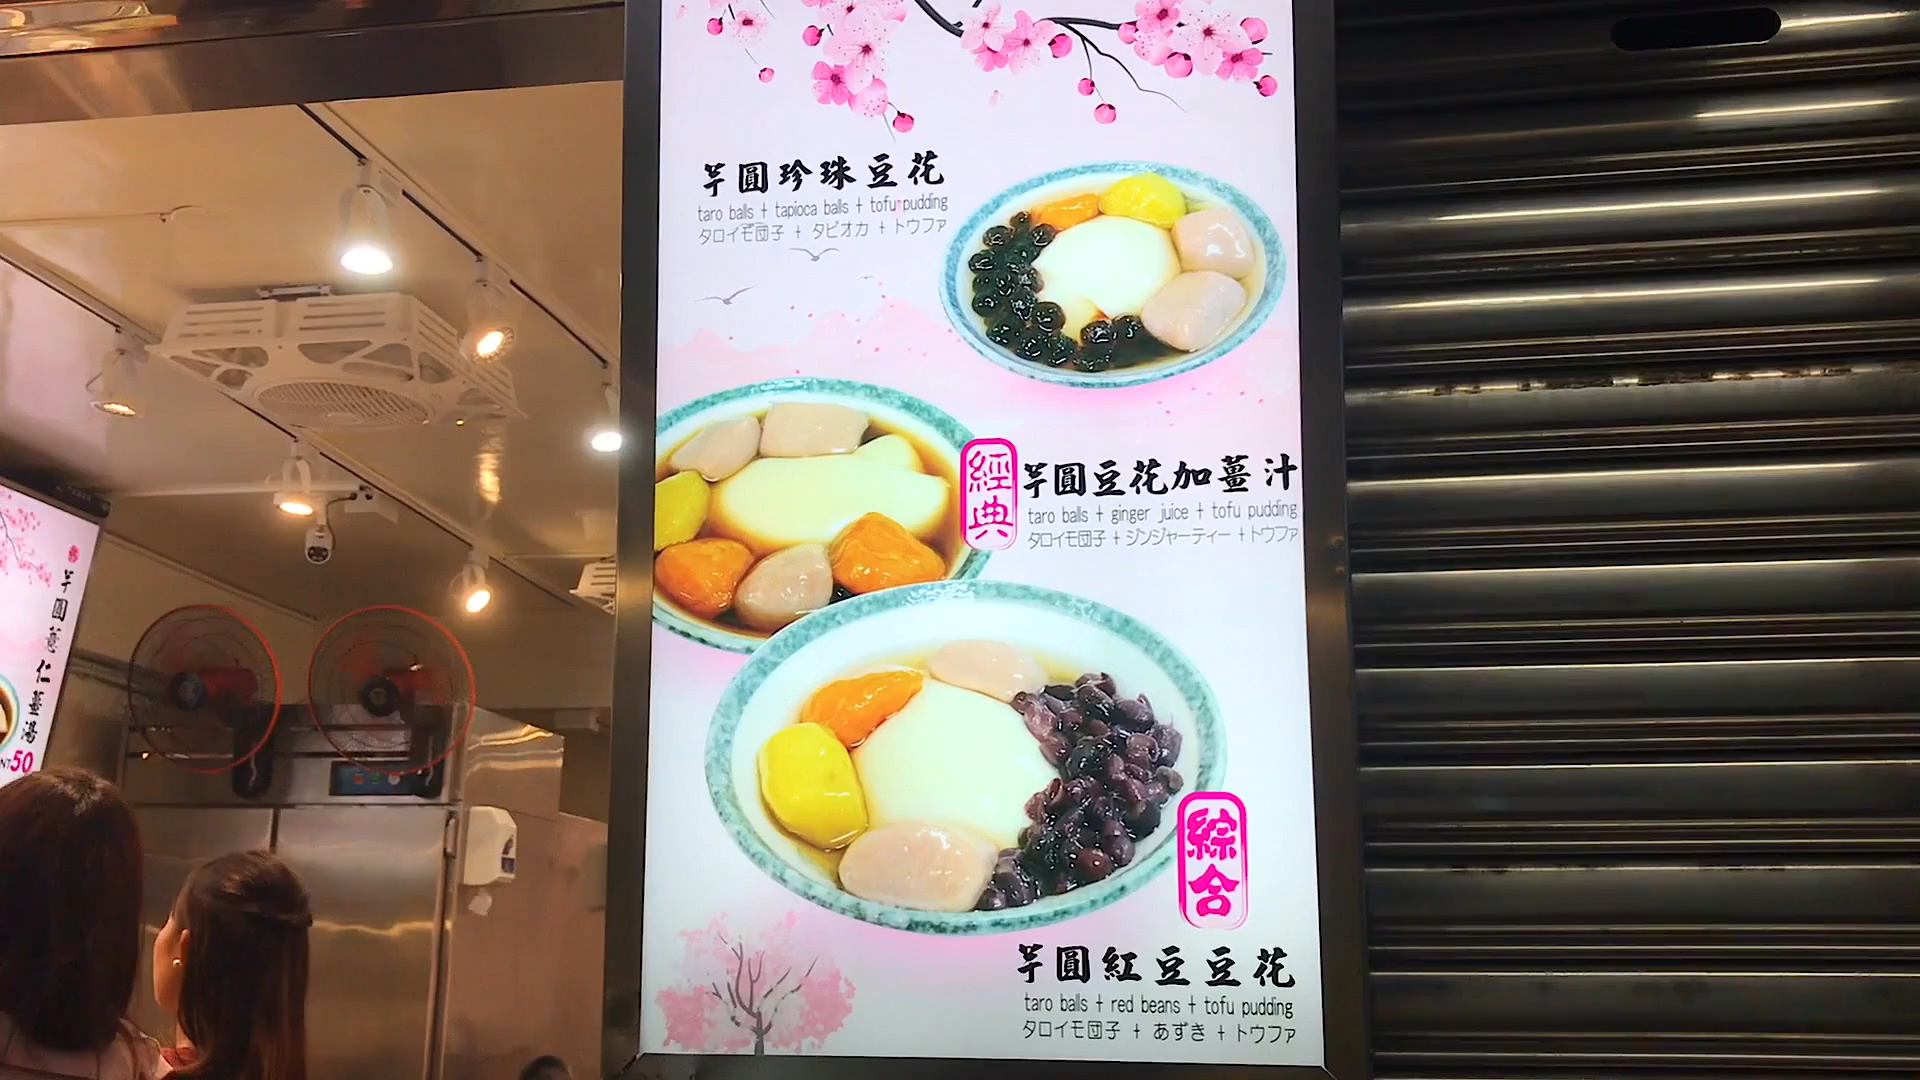 芋圓珍珠豆花
taro balls + tapioca balls + tofu pudding
タロイモ団子 + タピオカ + トウファ
經典
芋圓豆花加薑汁
taro balls + ginger juice + tofu pudding
タロイモ団子 + ジンジャーティー + トウファ
綜合
芋圓紅豆豆花
taro balls + red beans + tofu pudding
タロイモ団子 + あずき + トウファ
芋圓薏仁薑湯
NT50